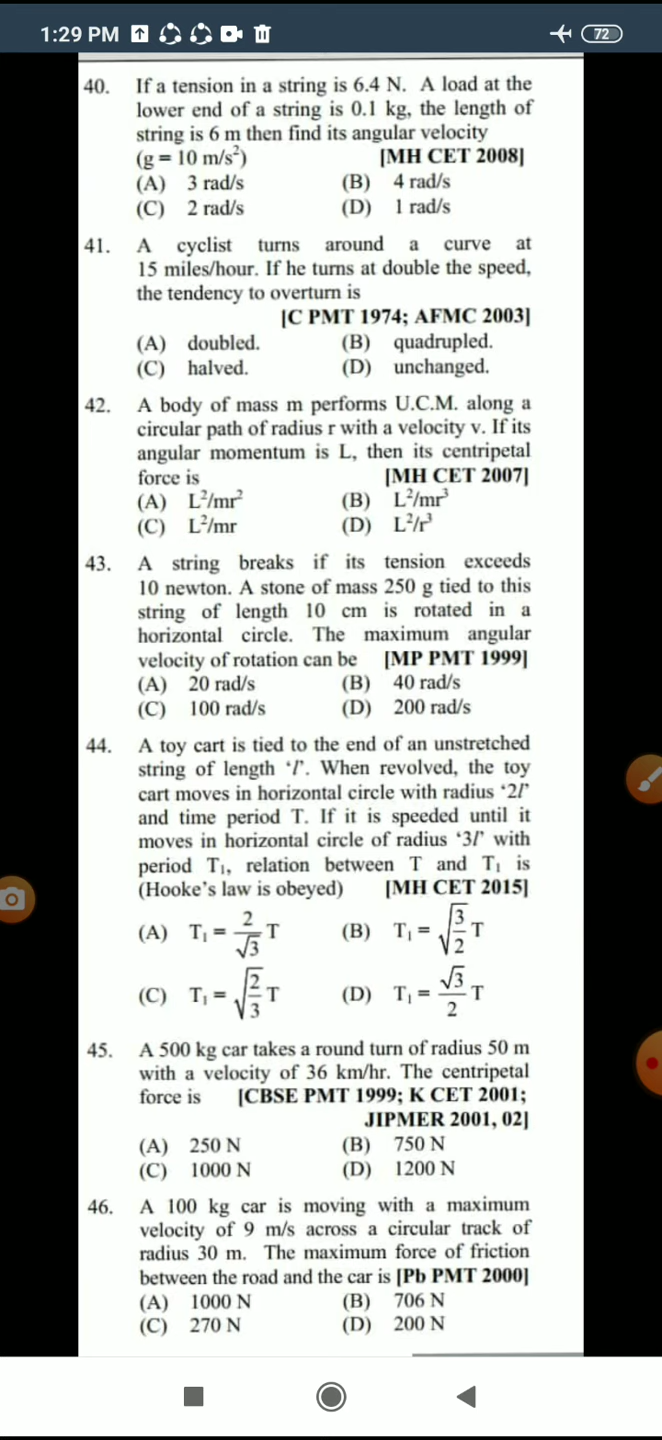 1:29 PM
72
40. If a tension in a string is 6.4 N. A load at the
lower end of a string is 0.1 kg, the length of
string is 6 m then find its angular velocity
(g = 10 m/s²) [MH CET 2008]
(A) 3 rad/s (B) 4 rad/s
(C) 2 rad/s (D) 1 rad/s
41. A cyclist turns around a curve at
15 miles/hour. If he turns at double the speed,
the tendency to overturn is
[C PMT 1974; AFMC 2003]
(A) doubled. (B) quadrupled.
(C) halved. (D) unchanged.
42. A body of mass m performs U.C.M. along a
circular path of radius r with a velocity v. If its
angular momentum is L, then its centripetal
force is [MH CET 2007]
(A) L²/mr² (B) L²/mr³
(C) L²/mr (D) L²/r³
43. A string breaks if its tension exceeds
10 newton. A stone of mass 250 g tied to this
string of length 10 cm is rotated in a
horizontal circle. The maximum angular
velocity of rotation can be [MP PMT 1999]
(A) 20 rad/s (B) 40 rad/s
(C) 100 rad/s (D) 200 rad/s
44. A toy cart is tied to the end of an unstretched
string of length ‘l’. When revolved, the toy
cart moves in horizontal circle with radius ‘2l’
and time period T. If it is speeded until it
moves in horizontal circle of radius ‘3l’ with
period T₁, relation between T and T₁ is
(Hooke’s law is obeyed) [MH CET 2015]
(A) T₁ = 2/√3 T (B) T₁ = √(3/2) T
(C) T₁ = √(2/3) T (D) T₁ = √3/2 T
45. A 500 kg car takes a round turn of radius 50 m
with a velocity of 36 km/hr. The centripetal
force is [CBSE PMT 1999; K CET 2001;
JIPMER 2001, 02]
(A) 250 N (B) 750 N
(C) 1000 N (D) 1200 N
46. A 100 kg car is moving with a maximum
velocity of 9 m/s across a circular track of
radius 30 m. The maximum force of friction
between the road and the car is [Pb PMT 2000]
(A) 1000 N (B) 706 N
(C) 270 N (D) 200 N